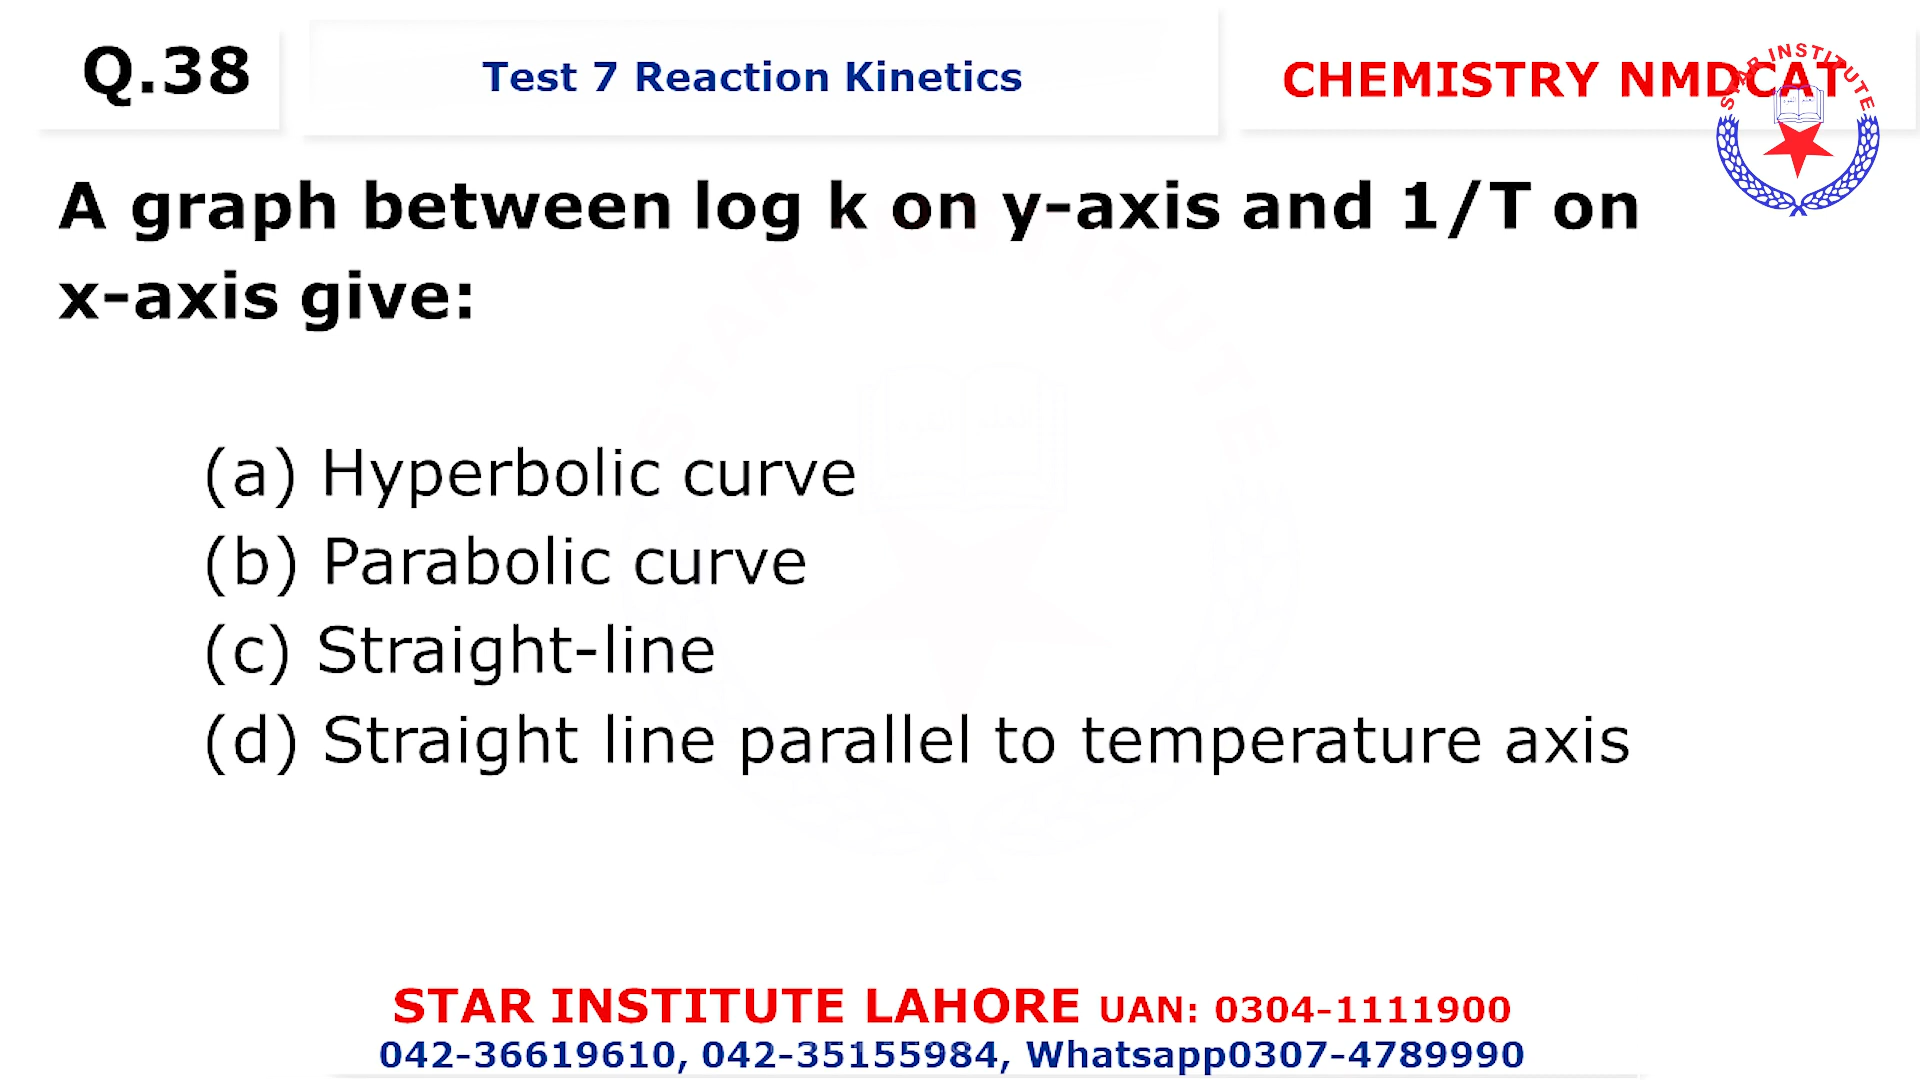 Q.38
Test 7 Reaction Kinetics
CHEMISTRY NMDCAT
STAR INSTITUTE
A graph between log k on y-axis and 1/T on
x-axis give:
(a) Hyperbolic curve
(b) Parabolic curve
(c) Straight-line
(d) Straight line parallel to temperature axis
STAR INSTITUTE LAHORE UAN: 0304-1111900
042-36619610, 042-35155984, Whatsapp0307-4789990